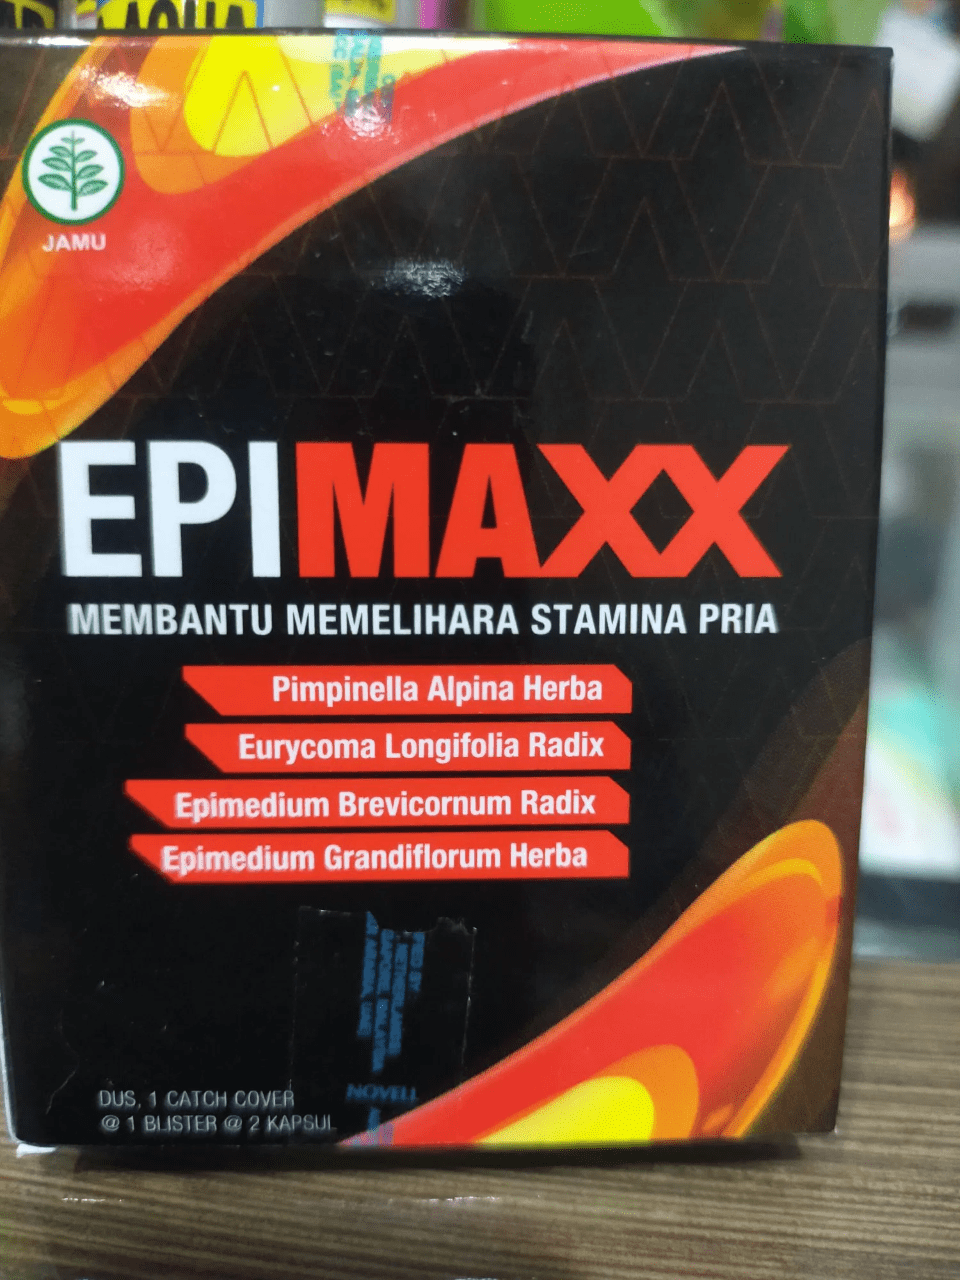 JAMU
EPIMAXX
MEMBANTU MEMELIHARA STAMINA PRIA
Pimpinella Alpina Herba
Eurycoma Longifolia Radix
Epimedium Brevicornum Radix
Epimedium Grandiflorum Herba
DUS, 1 CATCH COVER
@ 1 BLISTER @ 2 KAPSUL
NOVELL